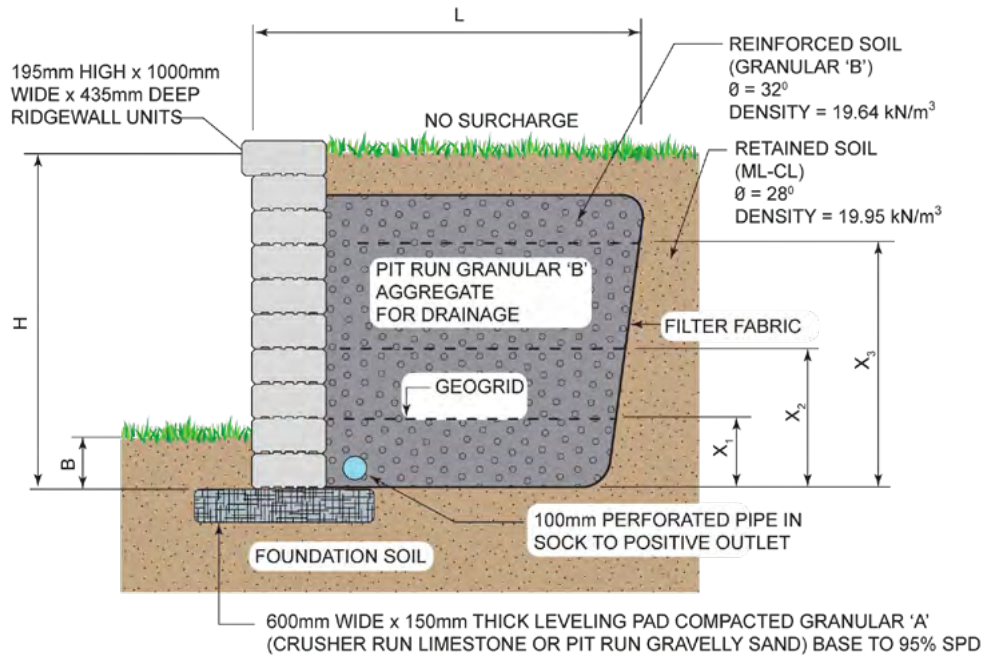 L
195mm HIGH x 1000mm
WIDE x 435mm DEEP
RIDGEWALL UNITS
NO SURCHARGE
REINFORCED SOIL
(GRANULAR 'B')
Ø = 32⁰
DENSITY = 19.64 kN/m³
RETAINED SOIL
(ML-CL)
Ø = 28⁰
DENSITY = 19.95 kN/m³
H
PIT RUN GRANULAR 'B'
AGGREGATE
FOR DRAINAGE
FILTER FABRIC
GEOGRID
X₁
X₂
X₃
B
100mm PERFORATED PIPE IN
SOCK TO POSITIVE OUTLET
FOUNDATION SOIL
600mm WIDE x 150mm THICK LEVELING PAD COMPACTED GRANULAR 'A'
(CRUSHER RUN LIMESTONE OR PIT RUN GRAVELLY SAND) BASE TO 95% SPD